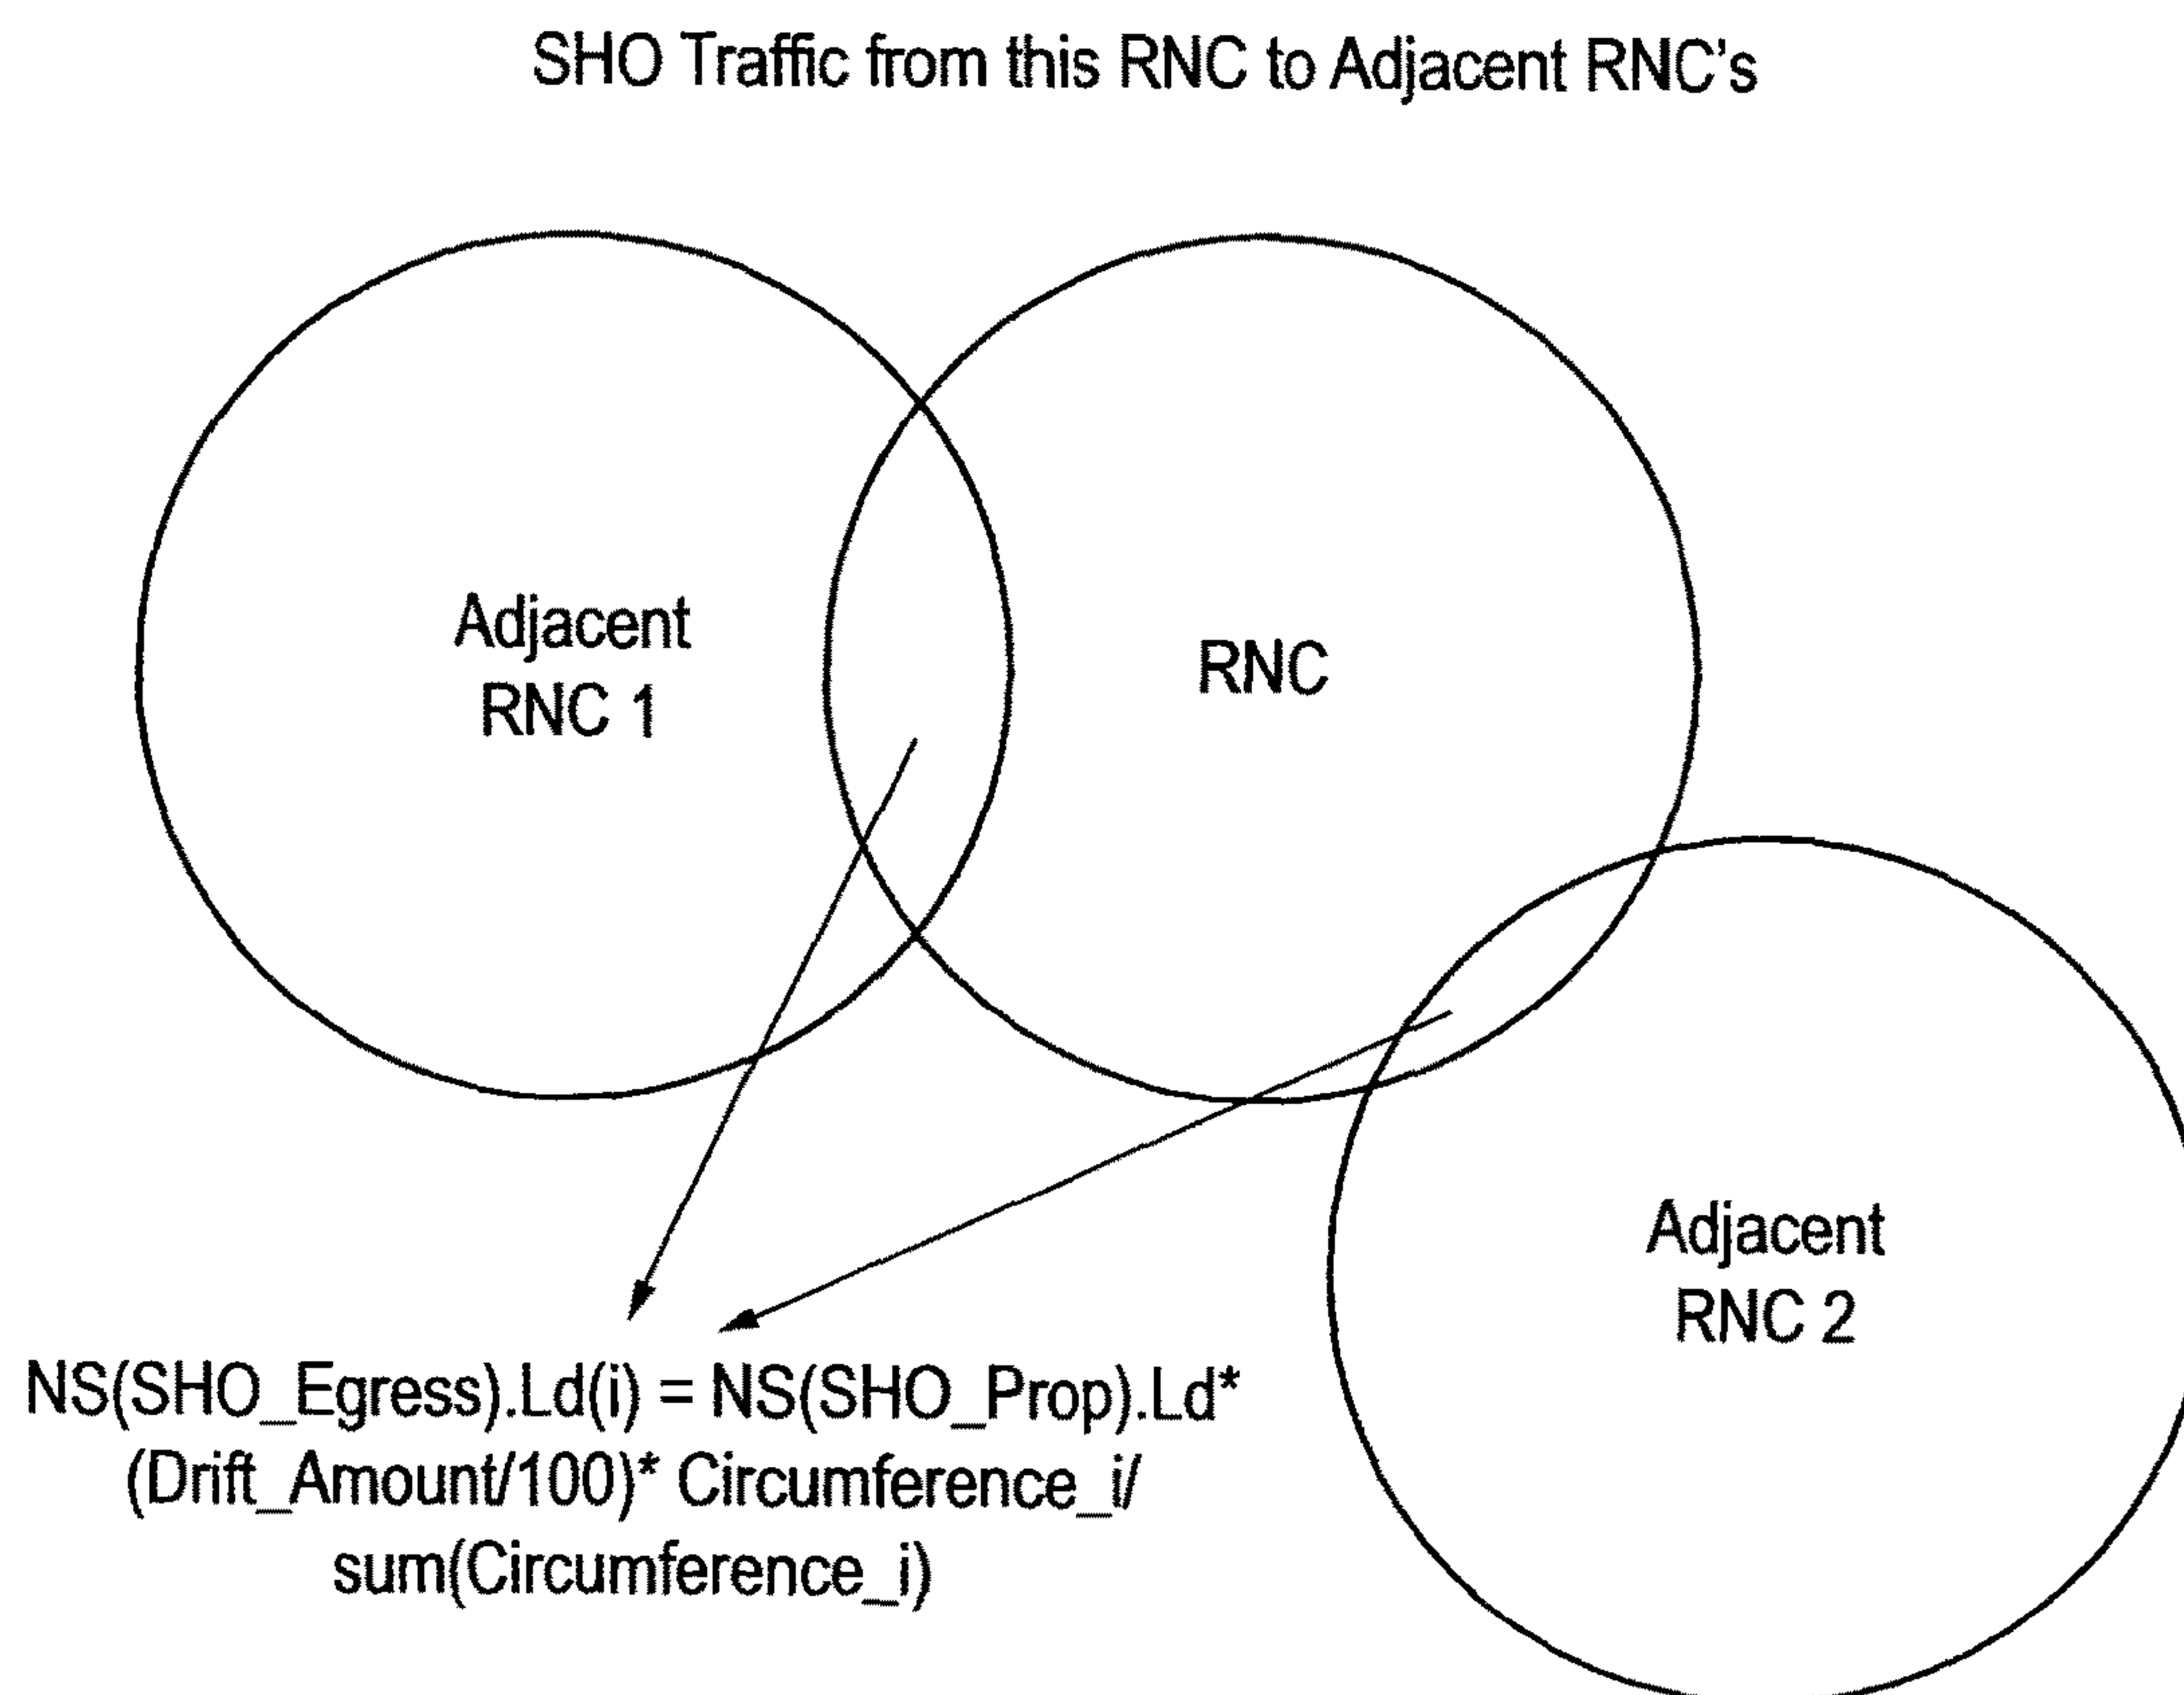 SHO Traffic from this RNC to Adjacent RNC's
Adjacent
RNC 1
RNC
Adjacent
RNC 2
NS(SHO_Egress).Ld(i) = NS(SHO_Prop).Ld*
(Drift_Amount/100)* Circumference_i/
sum(Circumference_i)